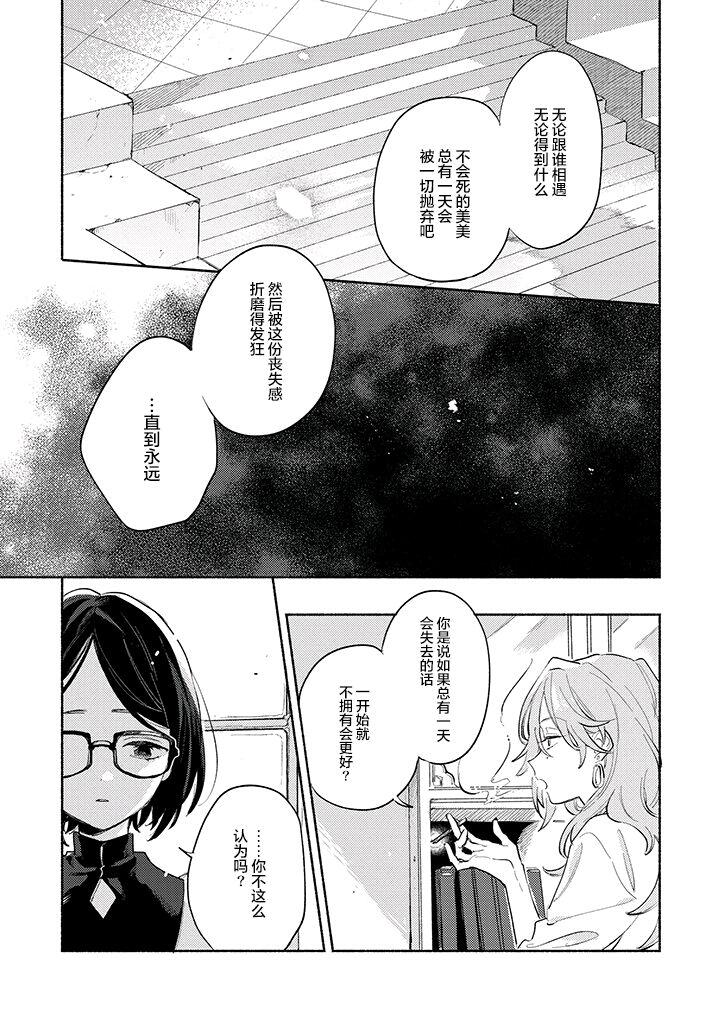 无论跟谁相遇
无论得到什么
不会死的美美
总有一天会
被一切抛弃吧
然后被这份丧失感
折磨得发狂
…直到永远
你是说如果总有一天
会失去的话
一开始就
不拥有会更好？
……你不这么
认为吗？